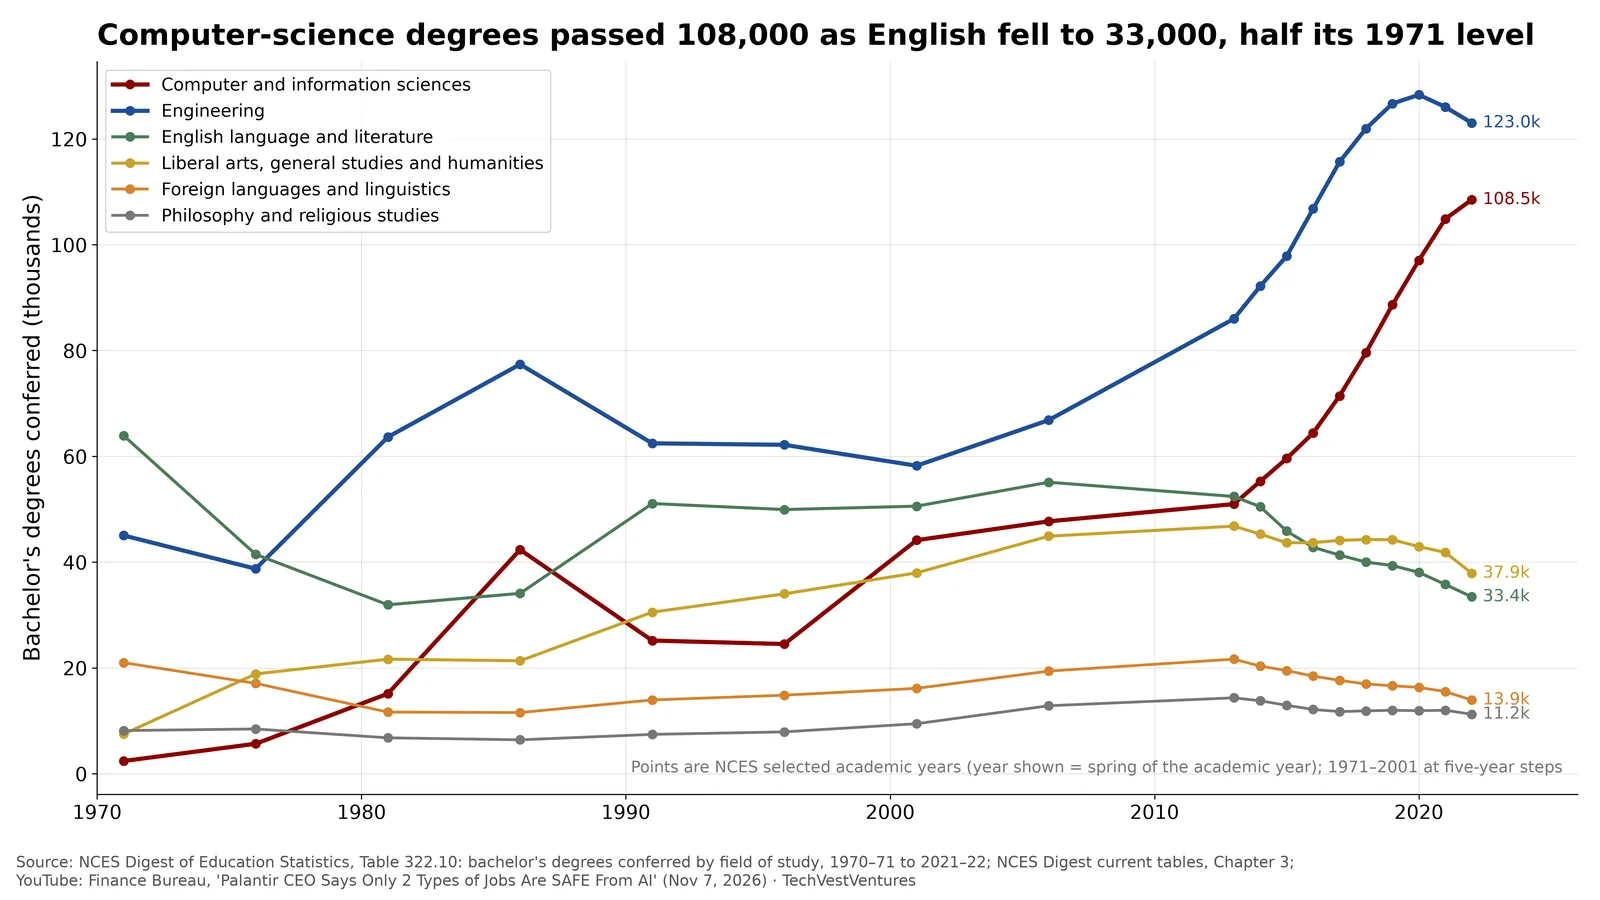 Computer-science degrees passed 108,000 as English fell to 33,000, half its 1971 level
Computer and information sciences
Engineering
English language and literature
Liberal arts, general studies and humanities
Foreign languages and linguistics
Philosophy and religious studies
Bachelor's degrees conferred (thousands)
120
100
80
60
40
20
0
123.0k
108.5k
37.9k
33.4k
13.9k
11.2k
Points are NCES selected academic years (year shown = spring of the academic year); 1971–2001 at five-year steps
1970
1980
1990
2000
2010
2020
Source: NCES Digest of Education Statistics, Table 322.10: bachelor's degrees conferred by field of study, 1970–71 to 2021–22; NCES Digest current tables, Chapter 3;
YouTube: Finance Bureau, 'Palantir CEO Says Only 2 Types of Jobs Are SAFE From AI' (Nov 7, 2026) · TechVestVentures